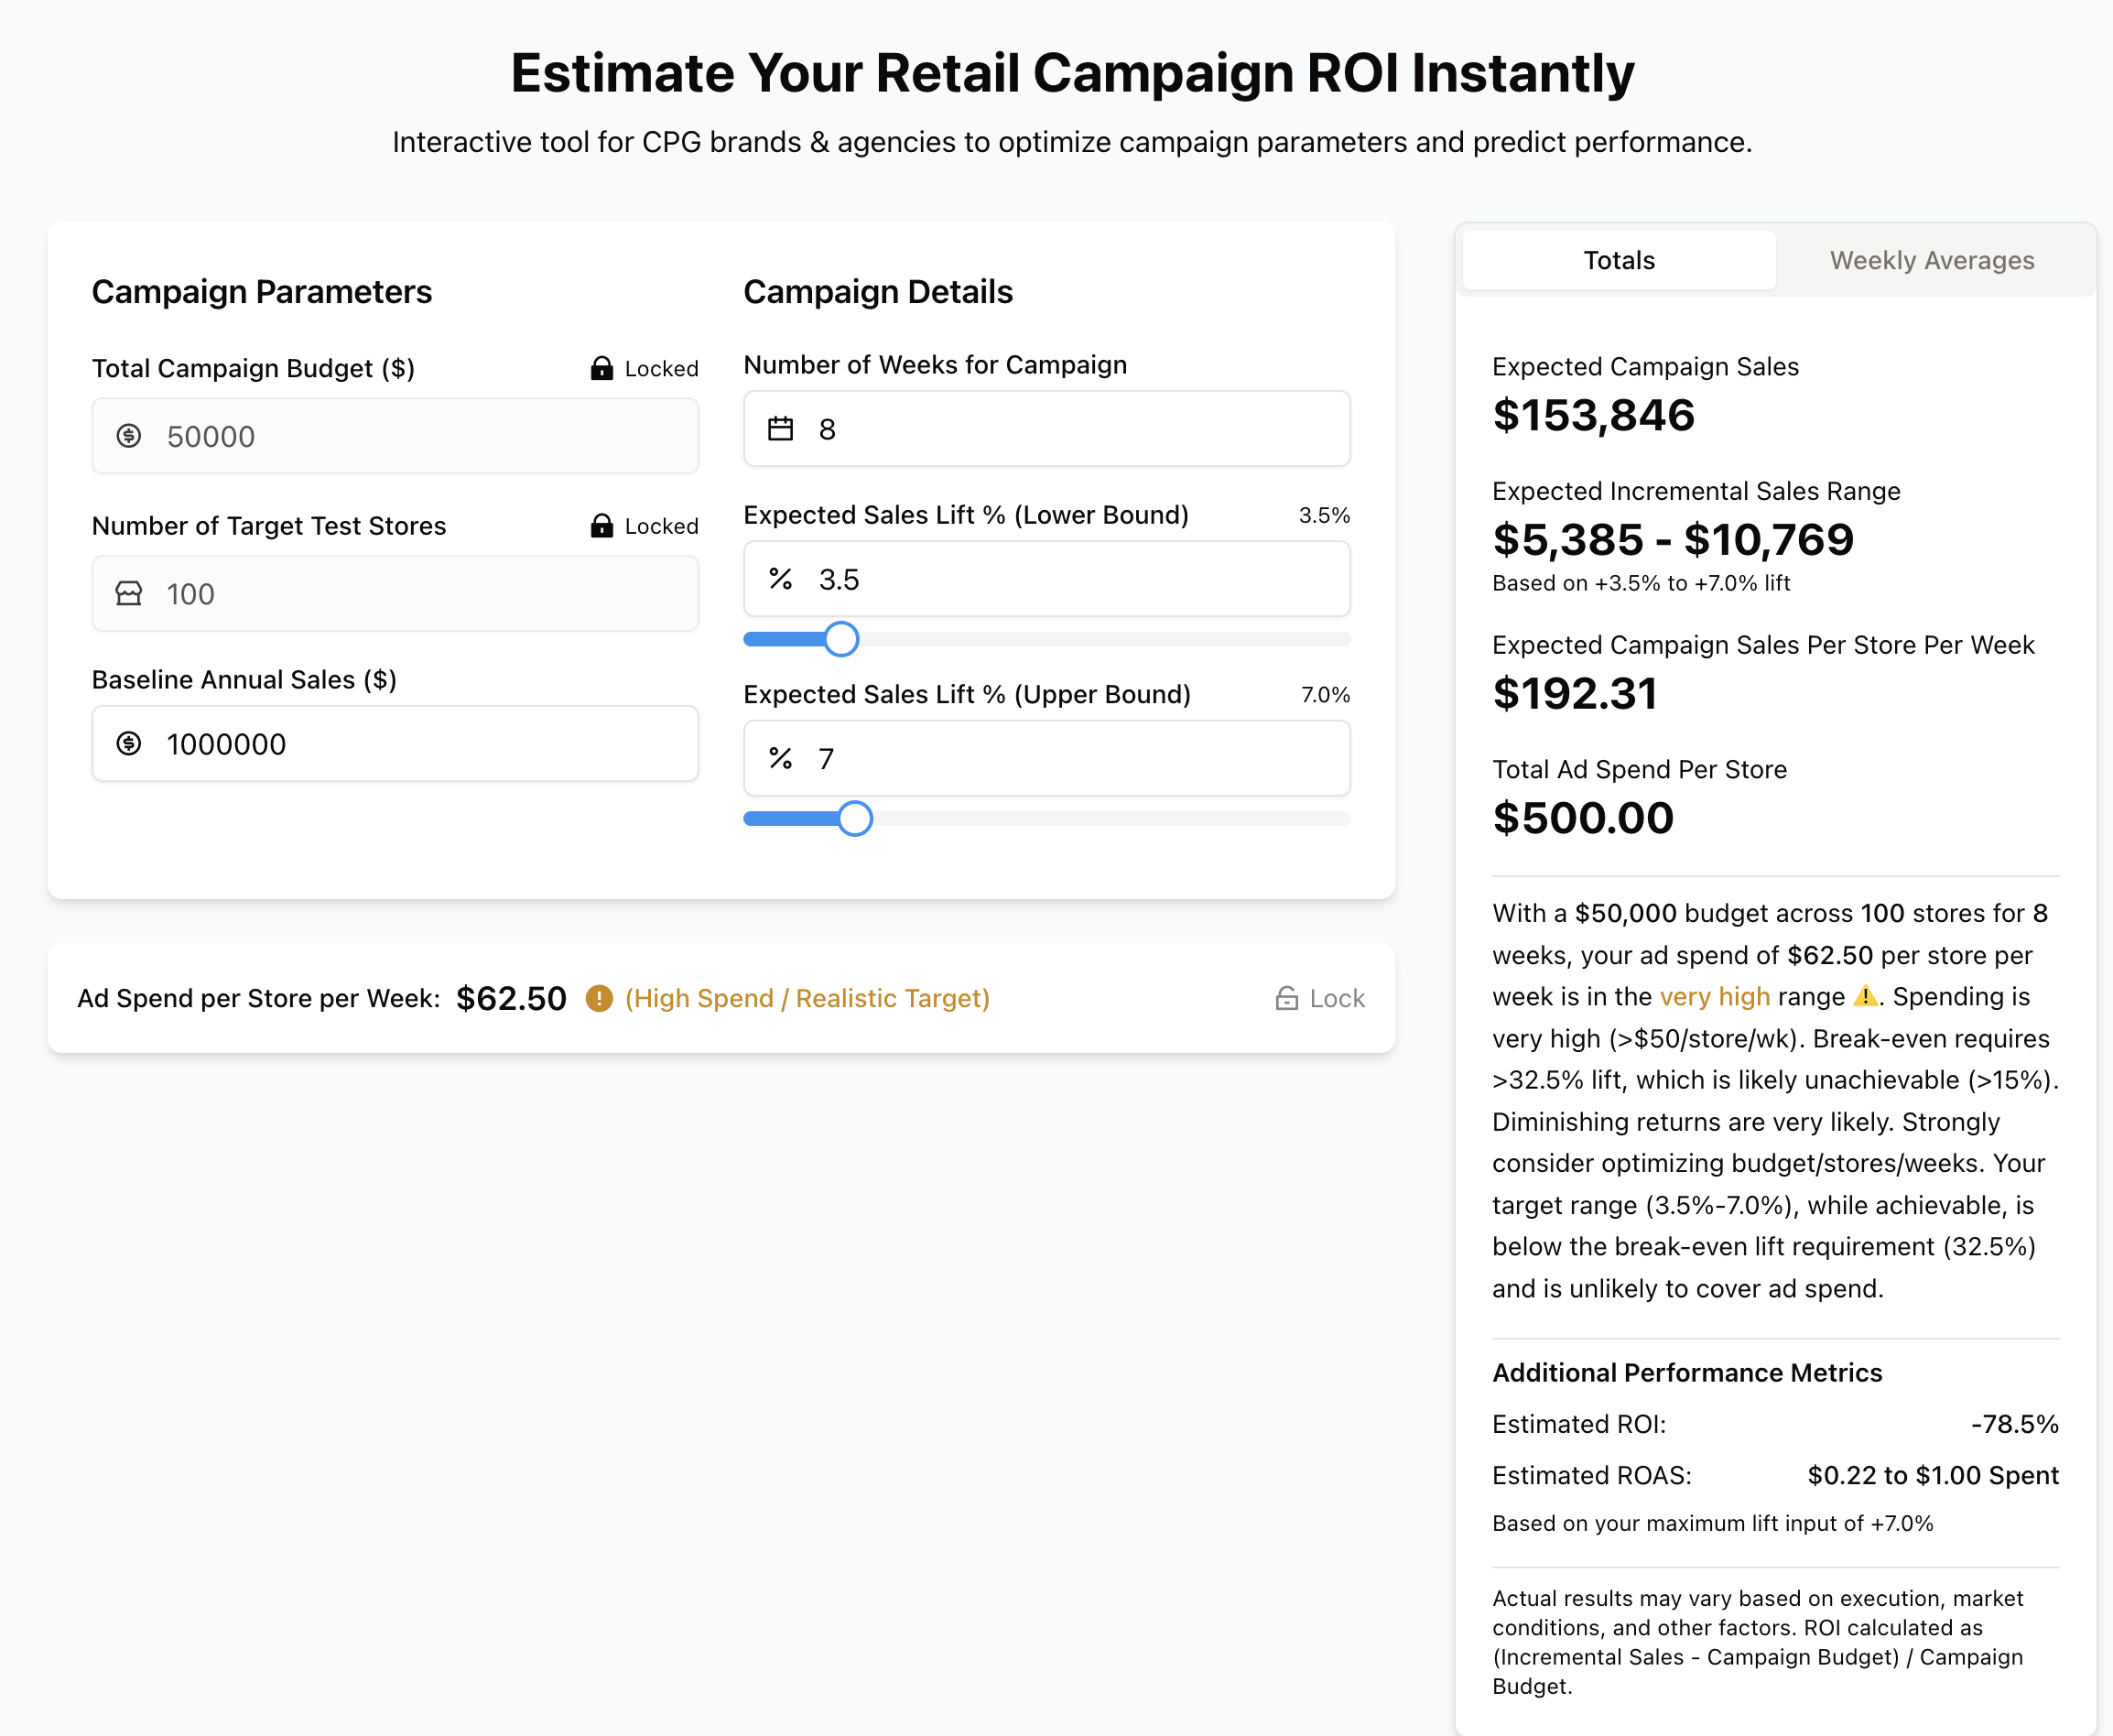 Estimate Your Retail Campaign ROI Instantly
Interactive tool for CPG brands & agencies to optimize campaign parameters and predict performance.
Campaign Parameters
Total Campaign Budget ($)
Locked
50000
Number of Target Test Stores
Locked
100
Baseline Annual Sales ($)
1000000
Campaign Details
Number of Weeks for Campaign
8
Expected Sales Lift % (Lower Bound)
3.5%
% 3.5
Expected Sales Lift % (Upper Bound)
7.0%
% 7
Ad Spend per Store per Week: $62.50 (High Spend / Realistic Target)
Lock
Totals
Weekly Averages
Expected Campaign Sales
$153,846
Expected Incremental Sales Range
$5,385 - $10,769
Based on +3.5% to +7.0% lift
Expected Campaign Sales Per Store Per Week
$192.31
Total Ad Spend Per Store
$500.00
With a $50,000 budget across 100 stores for 8
weeks, your ad spend of $62.50 per store per
week is in the very high range ⚠️. Spending is
very high (>$50/store/wk). Break-even requires
>32.5% lift, which is likely unachievable (>15%).
Diminishing returns are very likely. Strongly
consider optimizing budget/stores/weeks. Your
target range (3.5%-7.0%), while achievable, is
below the break-even lift requirement (32.5%)
and is unlikely to cover ad spend.
Additional Performance Metrics
Estimated ROI: -78.5%
Estimated ROAS: $0.22 to $1.00 Spent
Based on your maximum lift input of +7.0%
Actual results may vary based on execution, market
conditions, and other factors. ROI calculated as
(Incremental Sales - Campaign Budget) / Campaign
Budget.